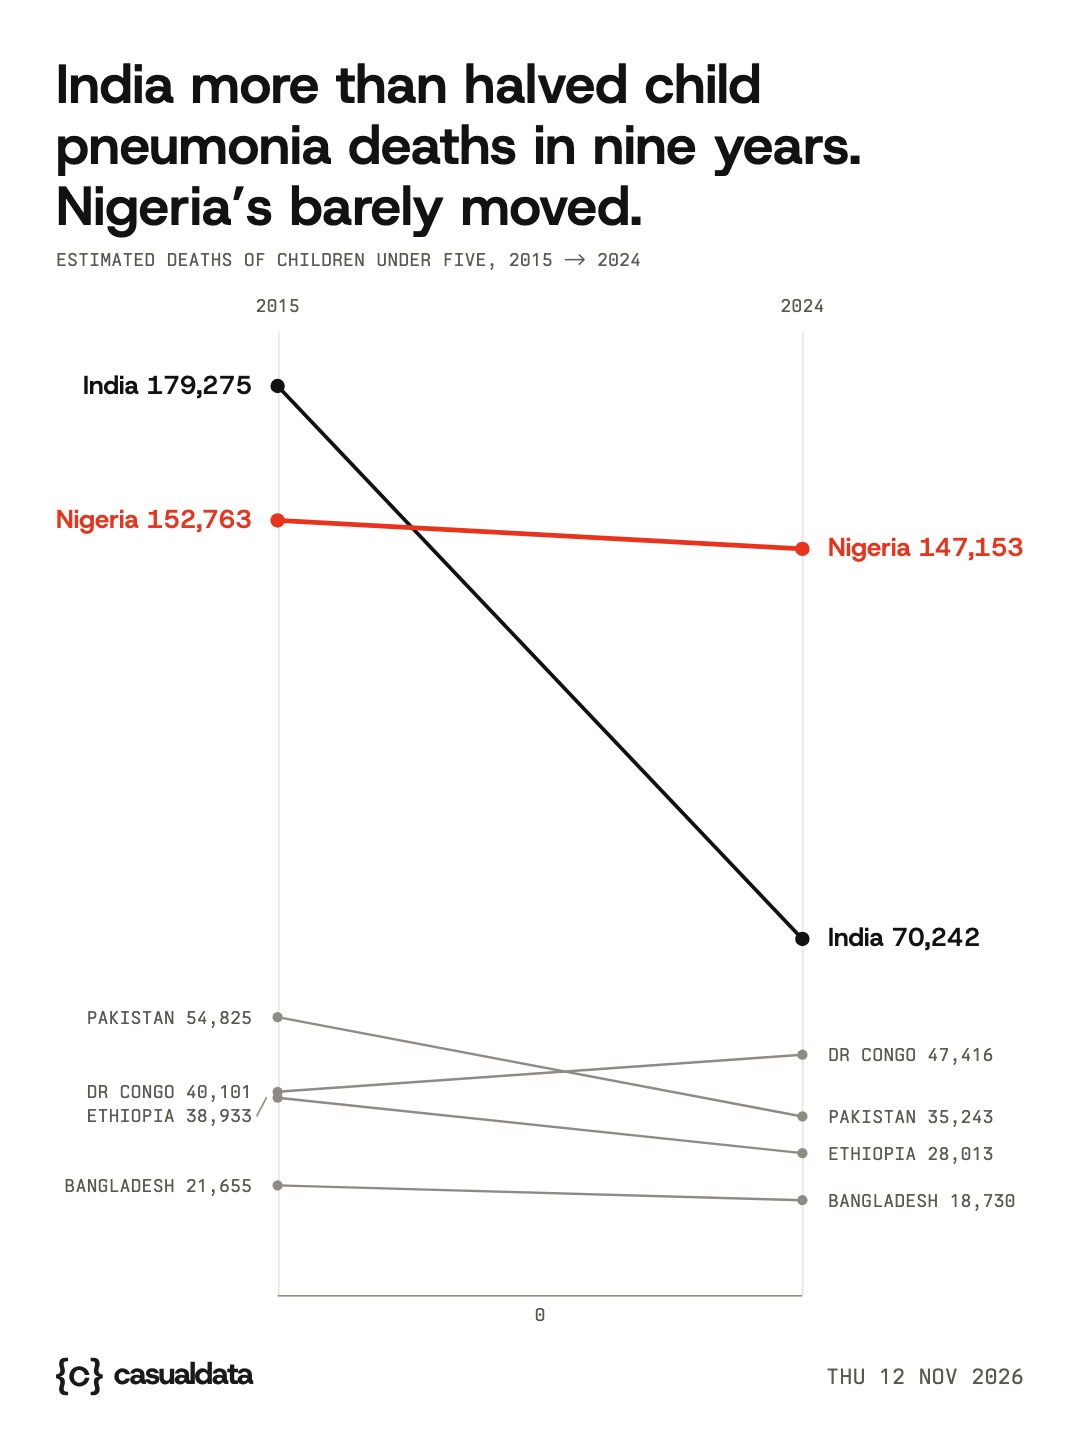 India more than halved child
pneumonia deaths in nine years.
Nigeria’s barely moved.
ESTIMATED DEATHS OF CHILDREN UNDER FIVE, 2015 → 2024
2015
2024
India 179,275
Nigeria 152,763
Nigeria 147,153
India 70,242
PAKISTAN 54,825
DR CONGO 47,416
DR CONGO 40,101
ETHIOPIA 38,933
PAKISTAN 35,243
ETHIOPIA 28,013
BANGLADESH 21,655
BANGLADESH 18,730
0
{c} casualdata
THU 12 NOV 2026